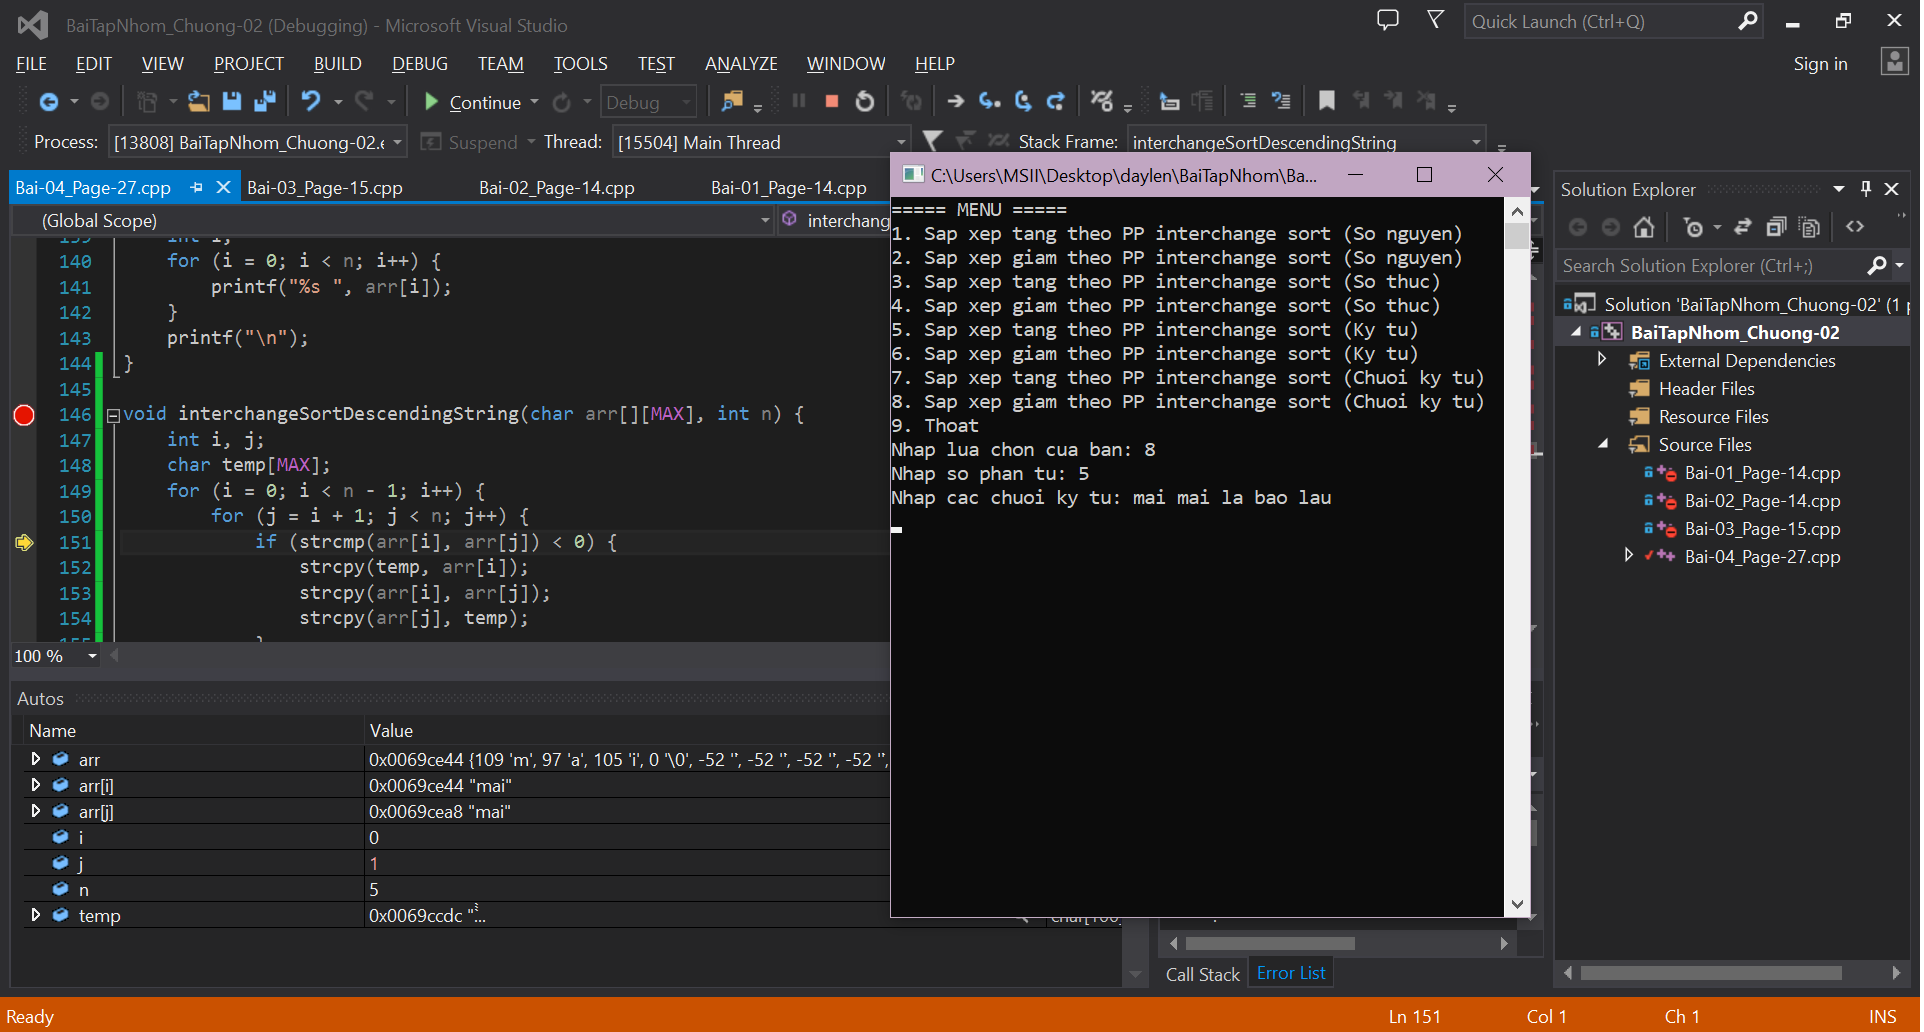 BaiTapNhom_Chuong-02 (Debugging) - Microsoft Visual Studio
Quick Launch (Ctrl+Q)
FILE EDIT VIEW PROJECT BUILD DEBUG TEAM TOOLS TEST ANALYZE WINDOW HELP
Sign in
Continue
Debug
Process: [13808] BaiTapNhom_Chuong-02.e
Suspend
Thread: [15504] Main Thread
Stack Frame: interchangeSortDescendingString
Bai-04_Page-27.cpp
Bai-03_Page-15.cpp
Bai-02_Page-14.cpp
Bai-01_Page-14.cpp
(Global Scope)
interchang
139 int i;
140 for (i = 0; i < n; i++) {
141 printf("%s ", arr[i]);
142 }
143 printf("\n");
144 }
145
146 void interchangeSortDescendingString(char arr[][MAX], int n) {
147 int i, j;
148 char temp[MAX];
149 for (i = 0; i < n - 1; i++) {
150 for (j = i + 1; j < n; j++) {
151 if (strcmp(arr[i], arr[j]) < 0) {
152 strcpy(temp, arr[i]);
153 strcpy(arr[i], arr[j]);
154 strcpy(arr[j], temp);
155 }
100 %
Autos
Name Value
arr 0x0069ce44 {109 'm', 97 'a', 105 'i', 0 '\0', -52 '', -52 '', -52 '', -52 '',
arr[i] 0x0069ce44 "mai"
arr[j] 0x0069cea8 "mai"
i 0
j 1
n 5
temp 0x0069ccdc "...
char[100]
C:\Users\MSII\Desktop\daylen\BaiTapNhom\Ba...
===== MENU =====
1. Sap xep tang theo PP interchange sort (So nguyen)
2. Sap xep giam theo PP interchange sort (So nguyen)
3. Sap xep tang theo PP interchange sort (So thuc)
4. Sap xep giam theo PP interchange sort (So thuc)
5. Sap xep tang theo PP interchange sort (Ky tu)
6. Sap xep giam theo PP interchange sort (Ky tu)
7. Sap xep tang theo PP interchange sort (Chuoi ky tu)
8. Sap xep giam theo PP interchange sort (Chuoi ky tu)
9. Thoat
Nhap lua chon cua ban: 8
Nhap so phan tu: 5
Nhap cac chuoi ky tu: mai mai la bao lau
Call Stack
Error List
Solution Explorer
Search Solution Explorer (Ctrl+;)
Solution 'BaiTapNhom_Chuong-02' (1 p
BaiTapNhom_Chuong-02
External Dependencies
Header Files
Resource Files
Source Files
Bai-01_Page-14.cpp
Bai-02_Page-14.cpp
Bai-03_Page-15.cpp
Bai-04_Page-27.cpp
Ready
Ln 151
Col 1
Ch 1
INS